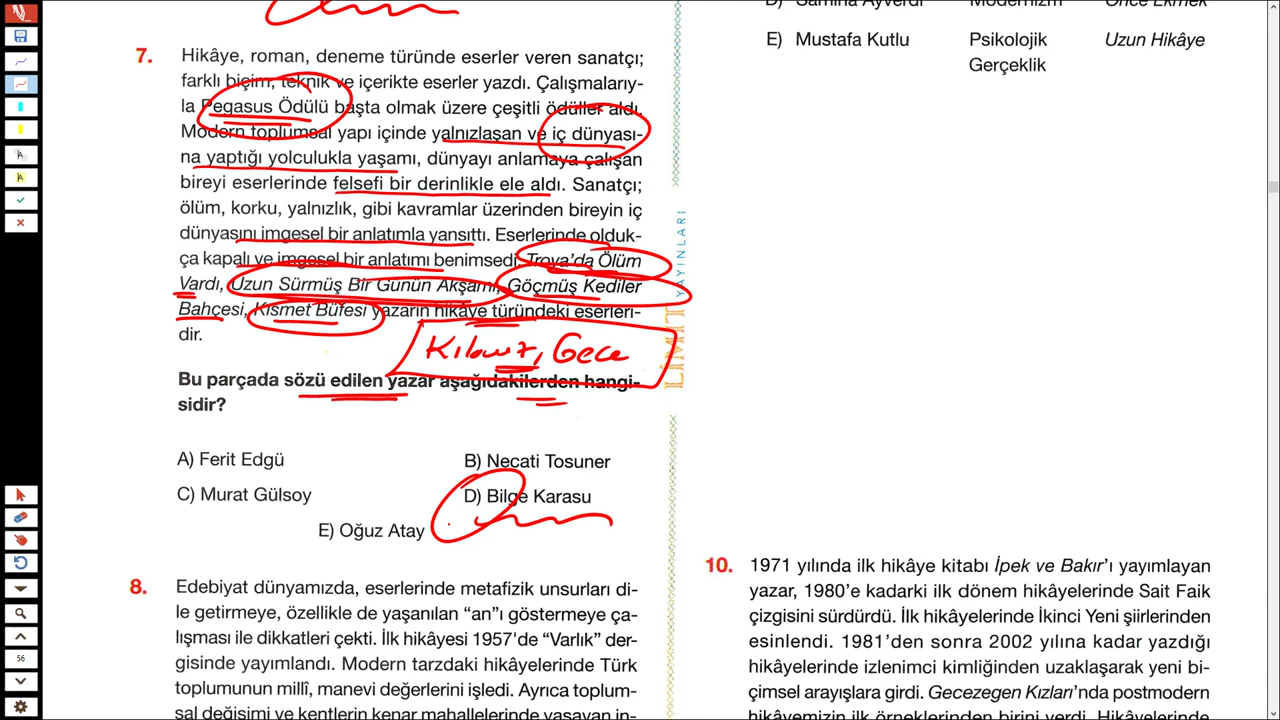 7. Hikâye, roman, deneme türünde eserler veren sanatçı;
farklı biçim, teknik ve içerikte eserler yazdı. Çalışmalarıy-
la Pegasus Ödülü başta olmak üzere çeşitli ödüller aldı.
Modern toplumsal yapı içinde yalnızlaşan ve iç dünyası-
na yaptığı yolculukla yaşamı, dünyayı anlamaya çalışan
bireyi eserlerinde felsefi bir derinlikle ele aldı. Sanatçı;
ölüm, korku, yalnızlık, gibi kavramlar üzerinden bireyin iç
dünyasını imgesel bir anlatımla yansıttı. Eserlerinde olduk-
ça kapalı ve imgesel bir anlatımı benimsedi. Troya'da Ölüm
Vardı, Uzun Sürmüş Bir Günün Akşamı, Göçmüş Kediler
Bahçesi, Kısmet Büfesi yazarın hikâye türündeki eserleri-
dir.
Kılavuz, Gece
Bu parçada sözü edilen yazar aşağıdakilerden hangi-
sidir?
A) Ferit Edgü
B) Necati Tosuner
C) Murat Gülsoy
D) Bilge Karasu
E) Oğuz Atay
8. Edebiyat dünyamızda, eserlerinde metafizik unsurları di-
le getirmeye, özellikle de yaşanılan "an"ı göstermeye ça-
lışması ile dikkatleri çekti. İlk hikâyesi 1957'de "Varlık" der-
gisinde yayımlandı. Modern tarzdaki hikâyelerinde Türk
toplumunun millî, manevi değerlerini işledi. Ayrıca toplum-
sal değişimi ve kentlerin kenar mahallelerinde yaşayan in-
LİMİT YAYINLARI
D) Samiha Ayverdi Modernizm Önce Ekmek
E) Mustafa Kutlu Psikolojik Uzun Hikâye
Gerçeklik
10. 1971 yılında ilk hikâye kitabı İpek ve Bakır'ı yayımlayan
yazar, 1980'e kadarki ilk dönem hikâyelerinde Sait Faik
çizgisini sürdürdü. İlk hikâyelerinde İkinci Yeni şiirlerinden
esinlendi. 1981'den sonra 2002 yılına kadar yazdığı
hikâyelerinde izlenimci kimliğinden uzaklaşarak yeni bi-
çimsel arayışlara girdi. Gecezegen Kızları'nda postmodern
hikâyemizin ilk örneklerinden birini verdi. Hikâyelerinde
56